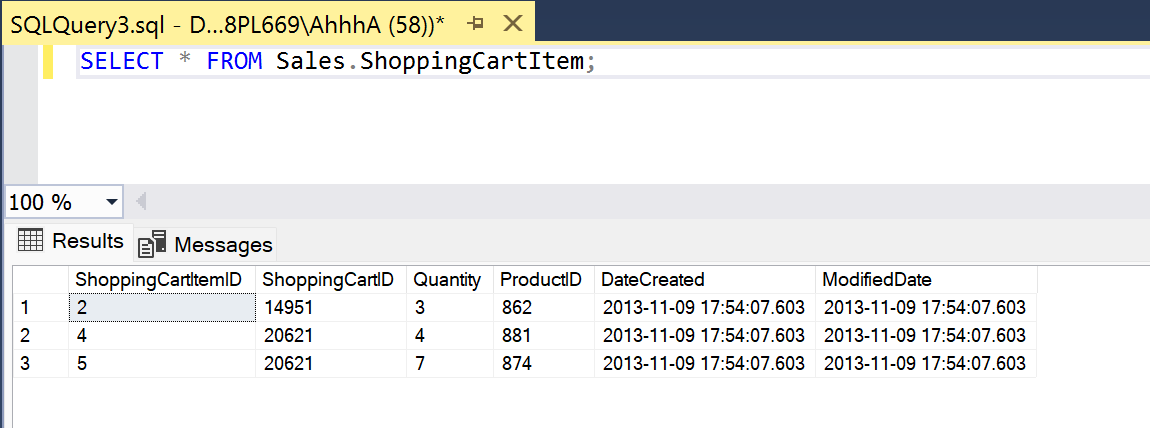 SQLQuery3.sql - D...8PL669\AhhhA (58))*
SELECT * FROM Sales.ShoppingCartItem;
100 %
Results Messages
ShoppingCartItemID ShoppingCartID Quantity ProductID DateCreated ModifiedDate
1 2 14951 3 862 2013-11-09 17:54:07.603 2013-11-09 17:54:07.603
2 4 20621 4 881 2013-11-09 17:54:07.603 2013-11-09 17:54:07.603
3 5 20621 7 874 2013-11-09 17:54:07.603 2013-11-09 17:54:07.603